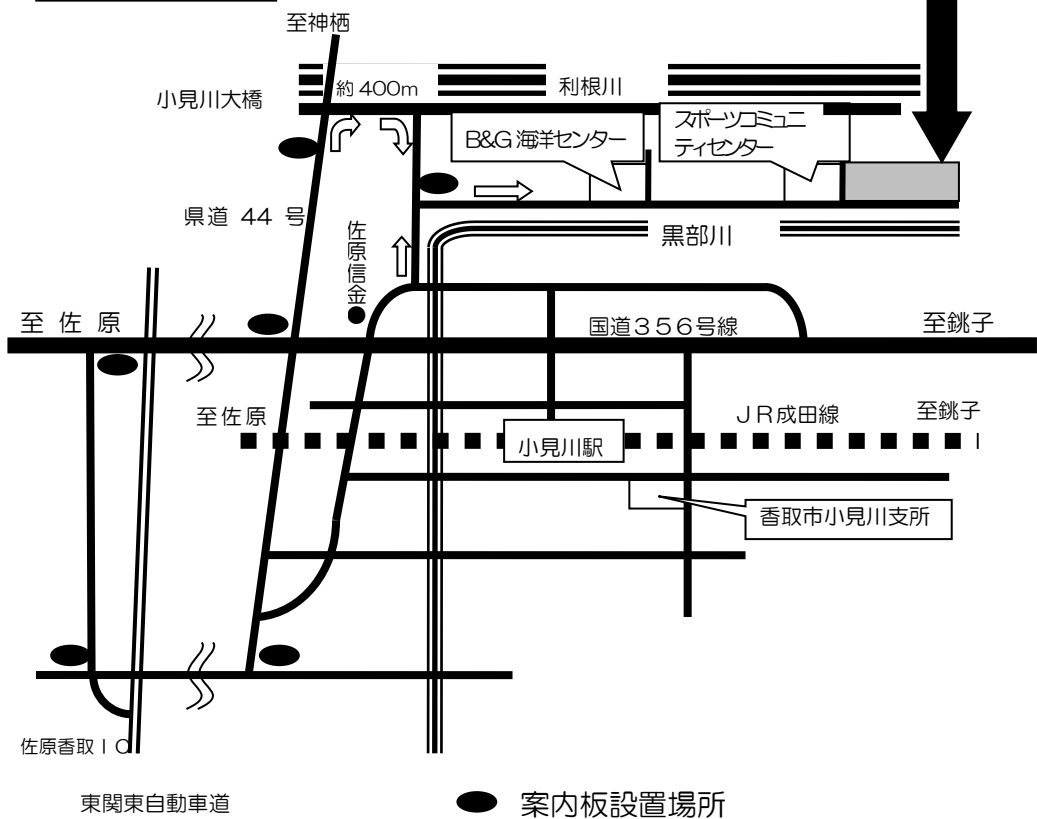 至神栖
小見川大橋
約400m
利根川
B&G 海洋センター
スポーツコミュニ
ティセンター
県道 44 号
佐原信金
黒部川
至 佐 原
国道356号線
至銚子
至佐原
JR成田線
至銚子
小見川駅
香取市小見川支所
佐原香取IC
東関東自動車道
案内板設置場所